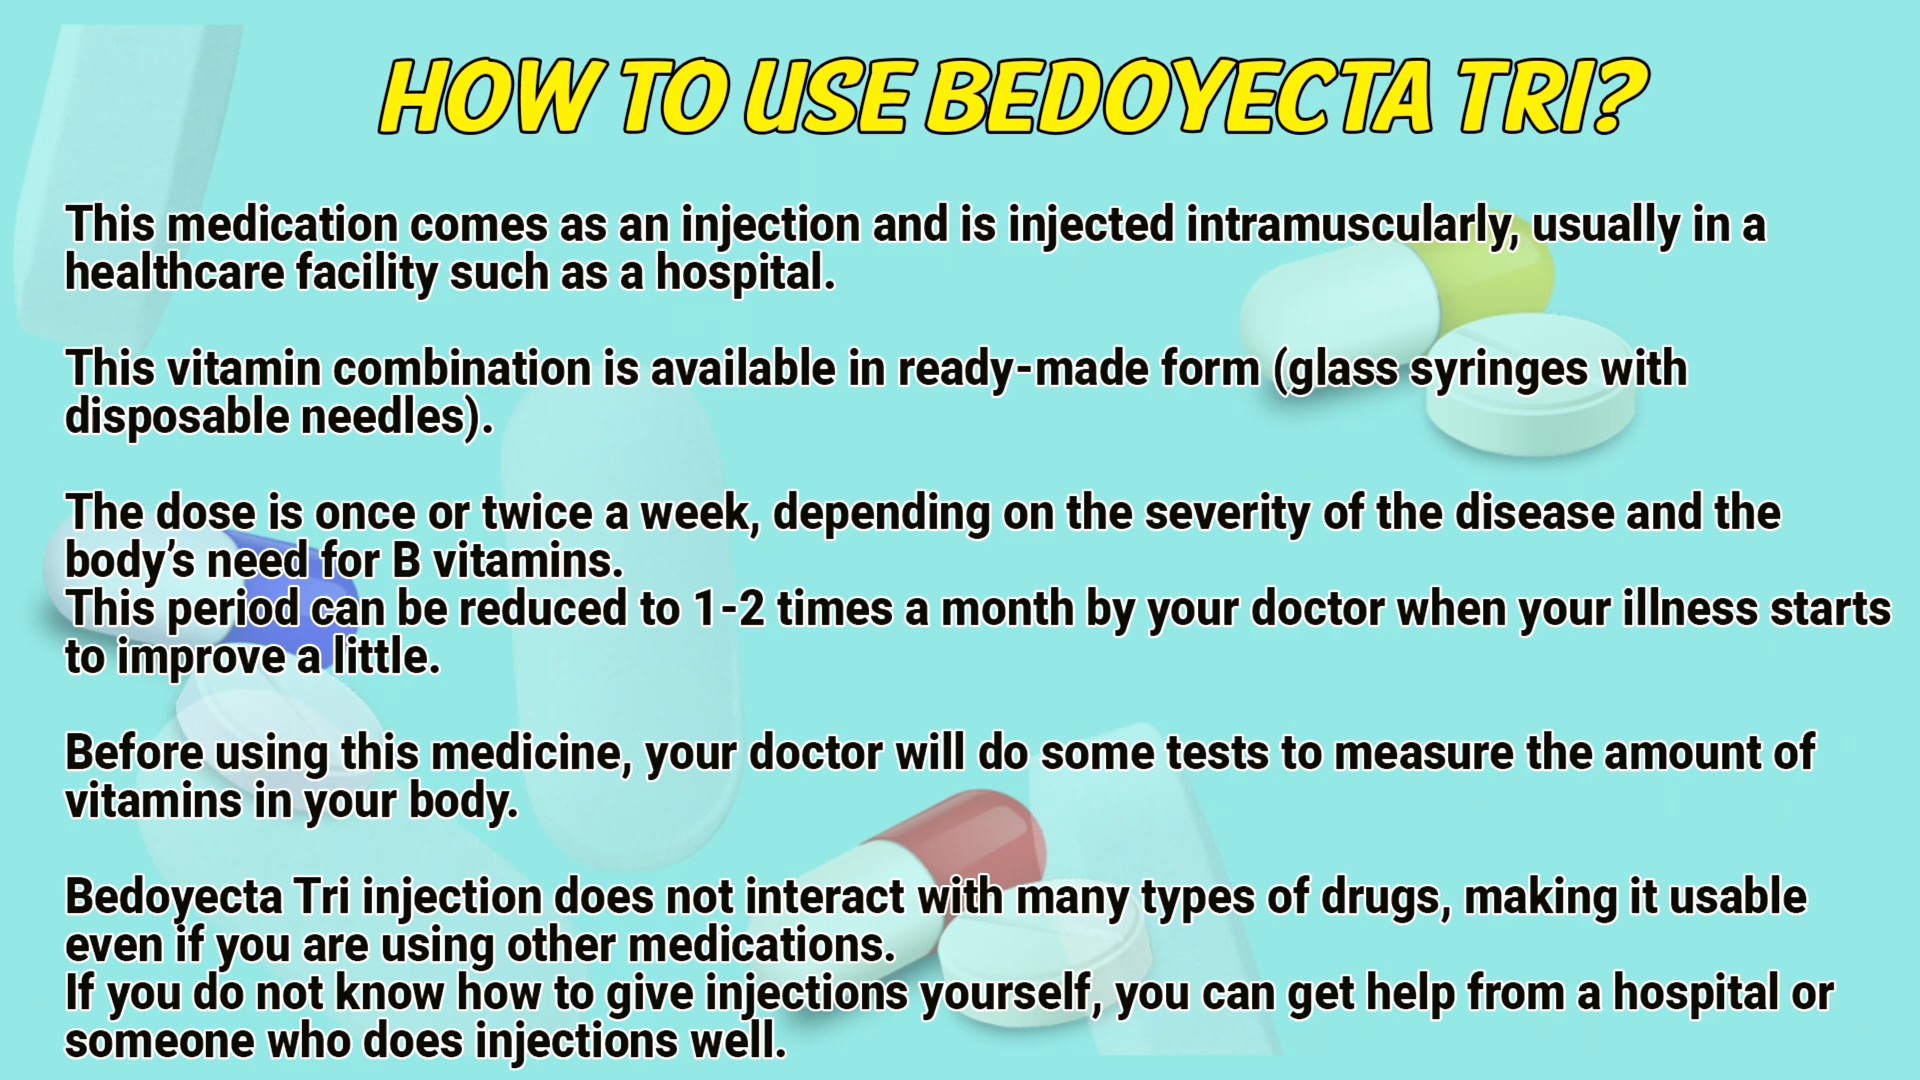 HOW TO USE BEDOYECTA TRI?
This medication comes as an injection and is injected intramuscularly, usually in a
healthcare facility such as a hospital.
This vitamin combination is available in ready-made form (glass syringes with
disposable needles).
The dose is once or twice a week, depending on the severity of the disease and the
body’s need for B vitamins.
This period can be reduced to 1-2 times a month by your doctor when your illness starts
to improve a little.
Before using this medicine, your doctor will do some tests to measure the amount of
vitamins in your body.
Bedoyecta Tri injection does not interact with many types of drugs, making it usable
even if you are using other medications.
If you do not know how to give injections yourself, you can get help from a hospital or
someone who does injections well.